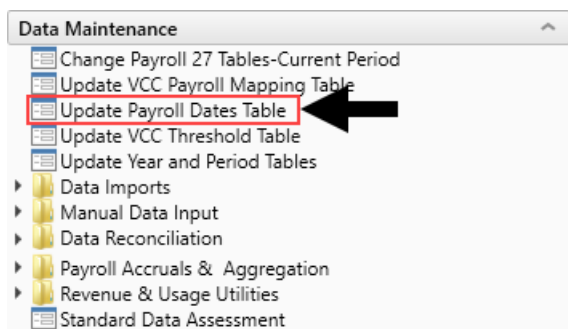 Data Maintenance
Change Payroll 27 Tables-Current Period
Update VCC Payroll Mapping Table
Update Payroll Dates Table
Update VCC Threshold Table
Update Year and Period Tables
Data Imports
Manual Data Input
Data Reconciliation
Payroll Accruals & Aggregation
Revenue & Usage Utilities
Standard Data Assessment